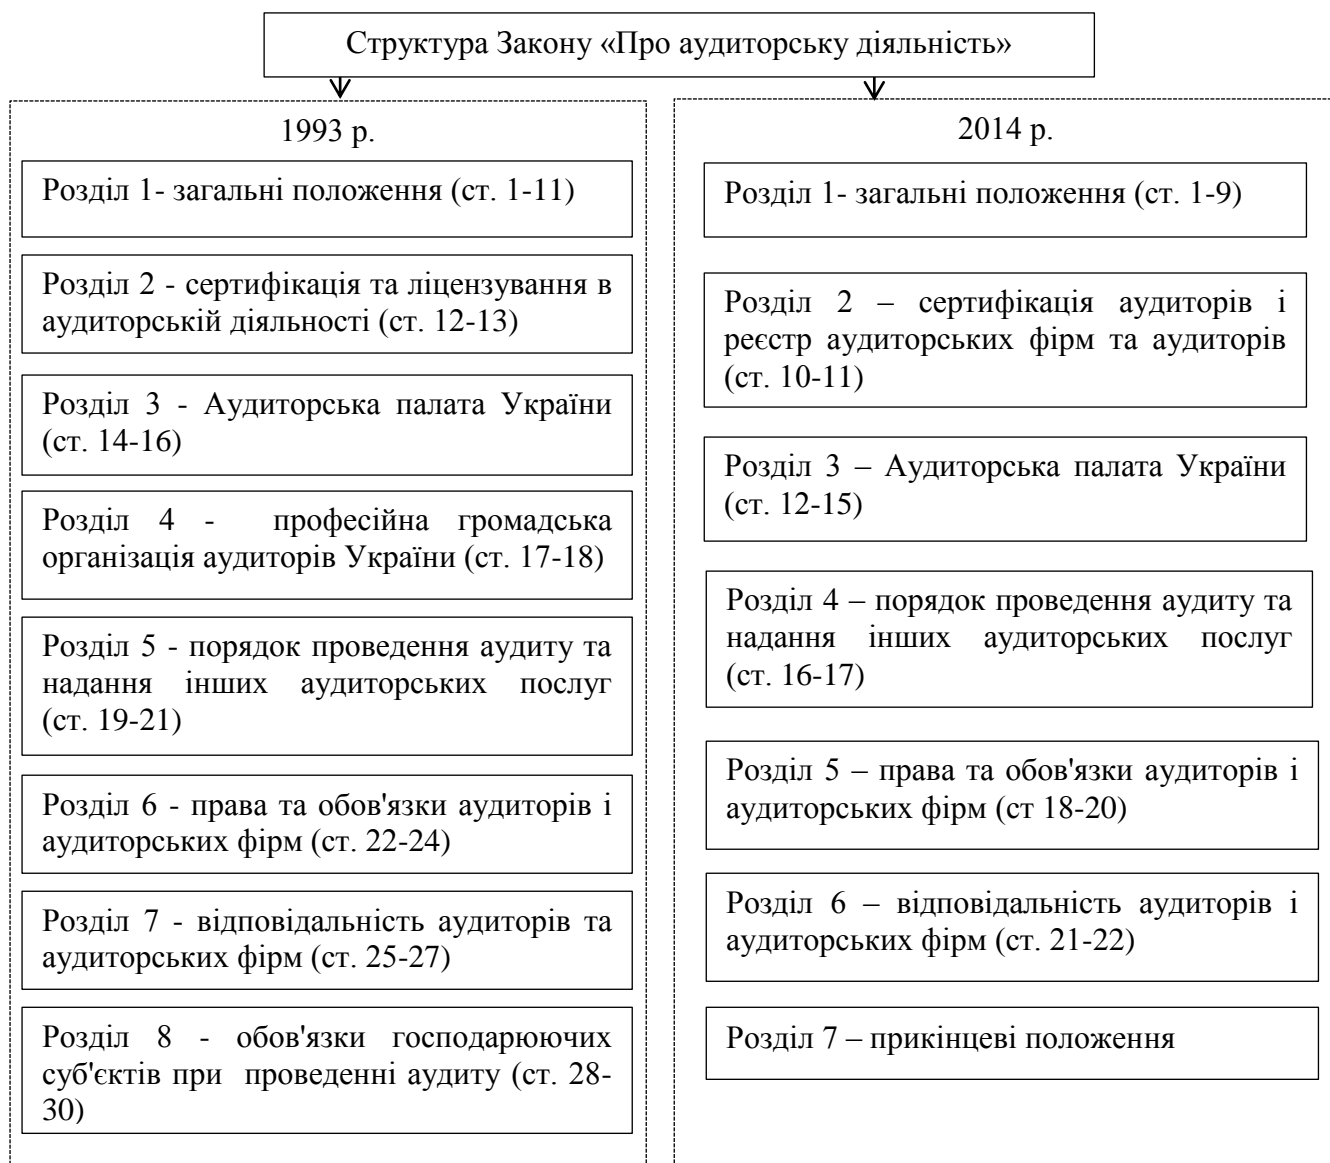 Структура Закону «Про аудиторську діяльність»
1993 р.
Розділ 1- загальні положення (ст. 1-11)
Розділ 2 - сертифікація та ліцензування в
аудиторській діяльності (ст. 12-13)
Розділ 3 - Аудиторська палата України
(ст. 14-16)
Розділ 4 - професійна громадська
організація аудиторів України (ст. 17-18)
Розділ 5 - порядок проведення аудиту та
надання інших аудиторських послуг
(ст. 19-21)
Розділ 6 - права та обов'язки аудиторів і
аудиторських фірм (ст. 22-24)
Розділ 7 - відповідальність аудиторів та
аудиторських фірм (ст. 25-27)
Розділ 8 - обов'язки господарюючих
суб'єктів при проведенні аудиту (ст. 28-
30)
2014 р.
Розділ 1- загальні положення (ст. 1-9)
Розділ 2 – сертифікація аудиторів і
реєстр аудиторських фірм та аудиторів
(ст. 10-11)
Розділ 3 – Аудиторська палата України
(ст. 12-15)
Розділ 4 – порядок проведення аудиту та
надання інших аудиторських послуг
(ст. 16-17)
Розділ 5 – права та обов'язки аудиторів і
аудиторських фірм (ст 18-20)
Розділ 6 – відповідальність аудиторів і
аудиторських фірм (ст. 21-22)
Розділ 7 – прикінцеві положення